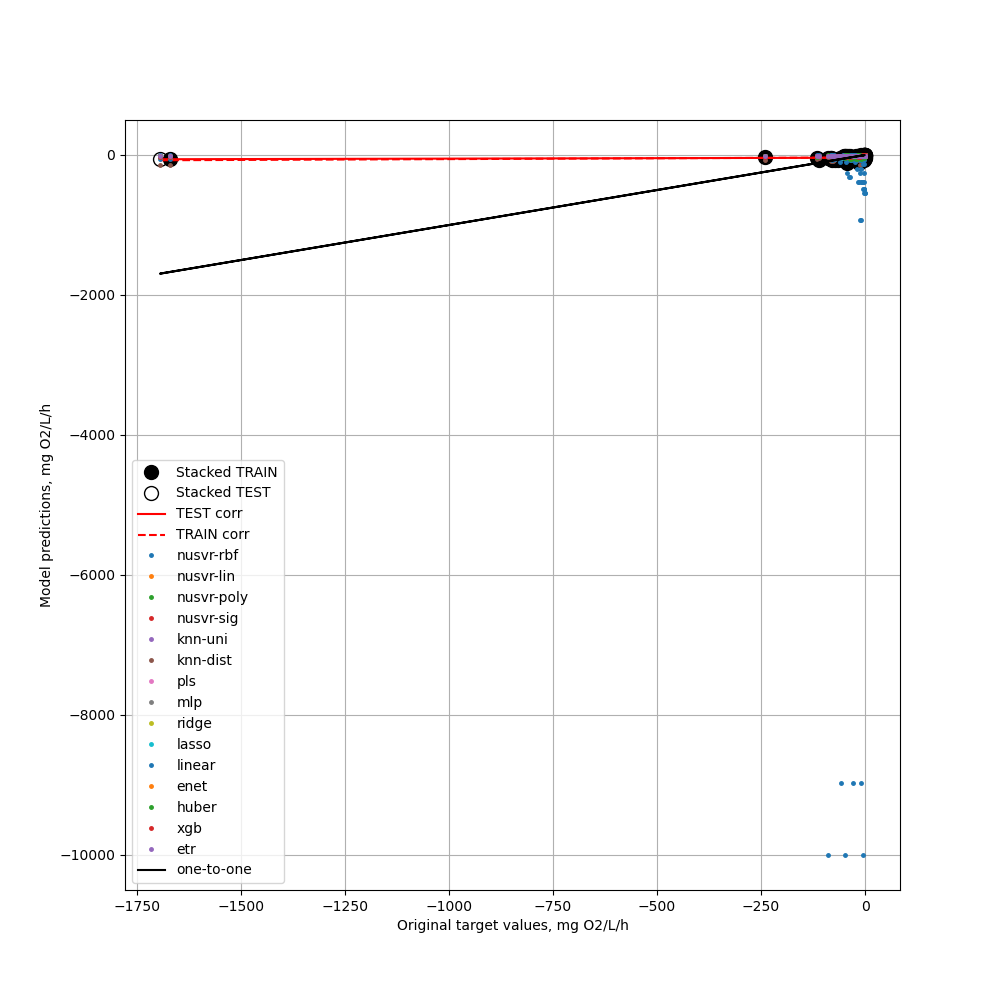 0
−2000
−4000
−6000
−8000
−10000
Model predictions, mg O2/L/h
Stacked TRAIN
Stacked TEST
TEST corr
TRAIN corr
nusvr-rbf
nusvr-lin
nusvr-poly
nusvr-sig
knn-uni
knn-dist
pls
mlp
ridge
lasso
linear
enet
huber
xgb
etr
one-to-one
−1750 −1500 −1250 −1000 −750 −500 −250 0
Original target values, mg O2/L/h